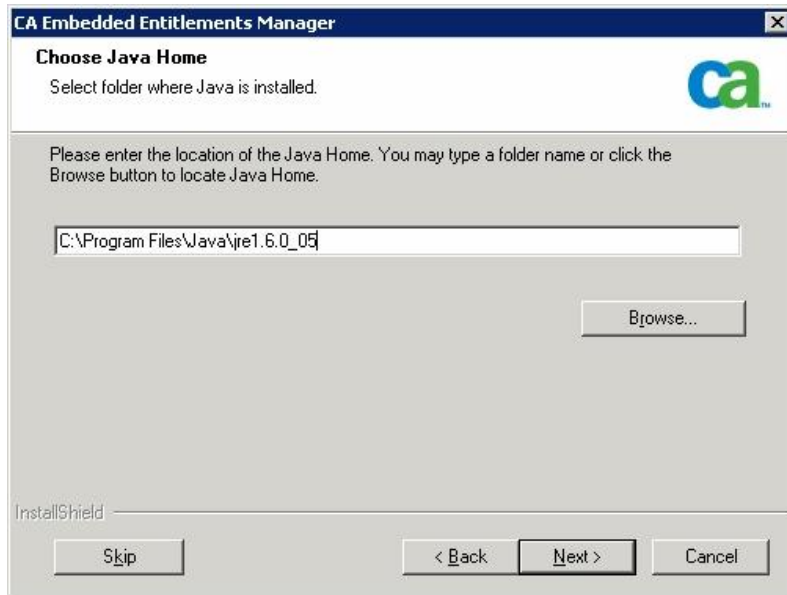 CA Embedded Entitlements Manager
Choose Java Home
Select folder where Java is installed.
ca
TM
Please enter the location of the Java Home. You may type a folder name or click the
Browse button to locate Java Home.
C:\Program Files\Java\jre1.6.0_05
Browse...
InstallShield
Skip
< Back
Next >
Cancel